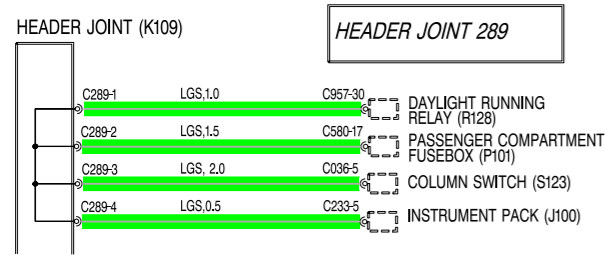 HEADER JOINT (K109)
HEADER JOINT 289
C289-1 LGS,1.0 C957-30 DAYLIGHT RUNNING
RELAY (R128)
C289-2 LGS,1.5 C580-17 PASSENGER COMPARTMENT
FUSEBOX (P101)
C289-3 LGS, 2.0 C036-5 COLUMN SWITCH (S123)
C289-4 LGS,0.5 C233-5 INSTRUMENT PACK (J100)